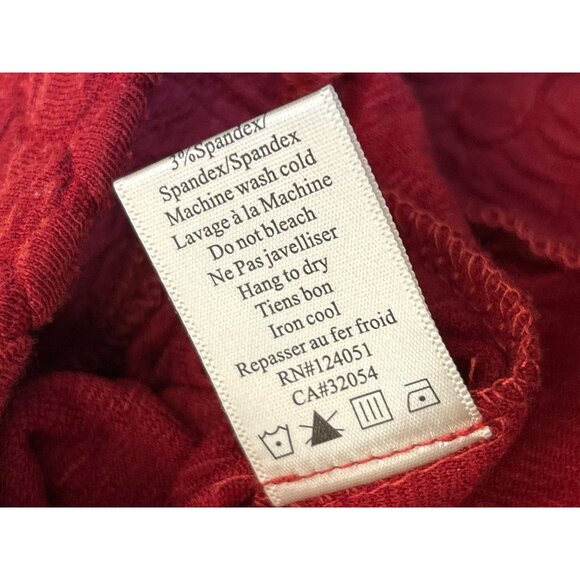 3%Spandex/
Spandex/Spandex
Machine wash cold
Lavage à la Machine
Do not bleach
Ne Pas javelliser
Hang to dry
Tiens bon
Iron cool
Repasser au fer froid
RN#124051
CA#32054